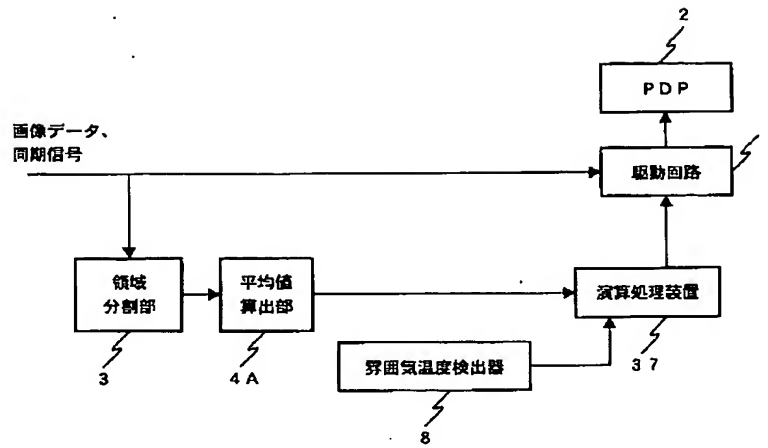 2
PDP
画像データ、
同期信号
駆動回路
領域
分割部
平均値
算出部
演算処理装置
3
4A
雰囲気温度検出器
37
8